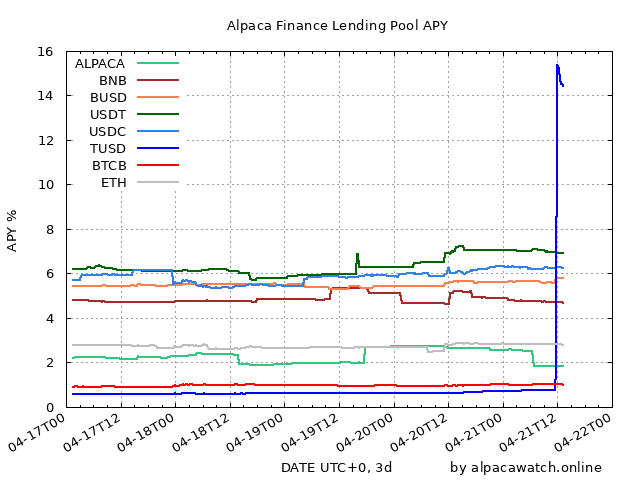 Alpaca Finance Lending Pool APY
16
14
12
10
8
6
4
2
0
APY %
ALPACA
BNB
BUSD
USDT
USDC
TUSD
BTCB
ETH
04-17T00
04-17T12
04-18T00
04-18T12
04-19T00
04-19T12
04-20T00
04-20T12
04-21T00
04-21T12
04-22T00
DATE UTC+0, 3d
by alpacawatch.online